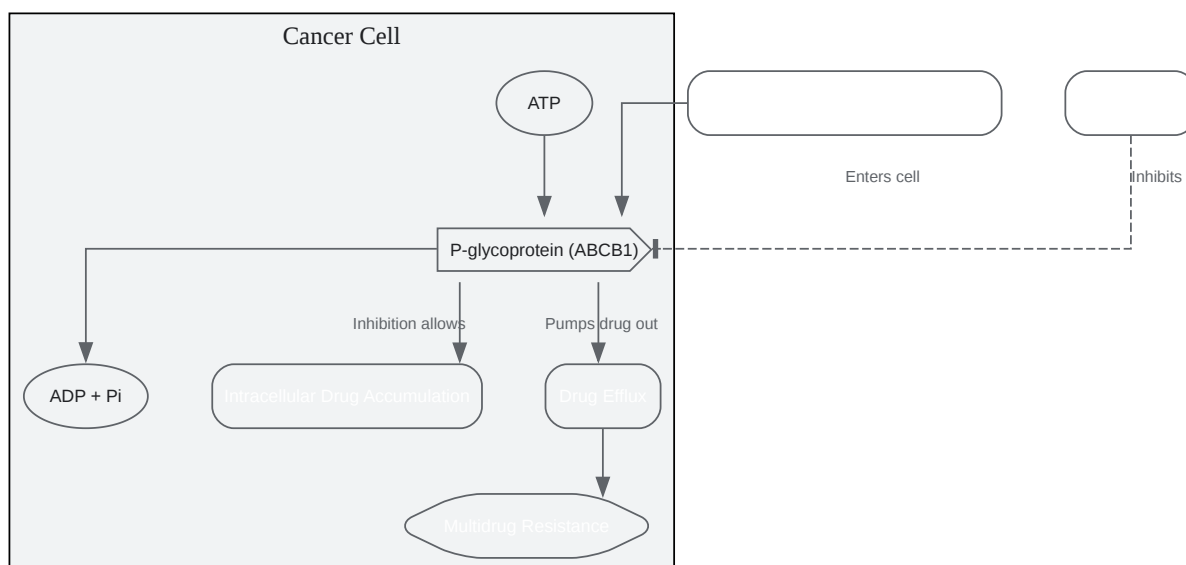 Cancer Cell
ATP
Enters cell
Inhibits
P-glycoprotein (ABCB1)
Inhibition allows
Pumps drug out
ADP + Pi
Intracellular Drug Accumulation
Drug Efflux
Multidrug Resistance